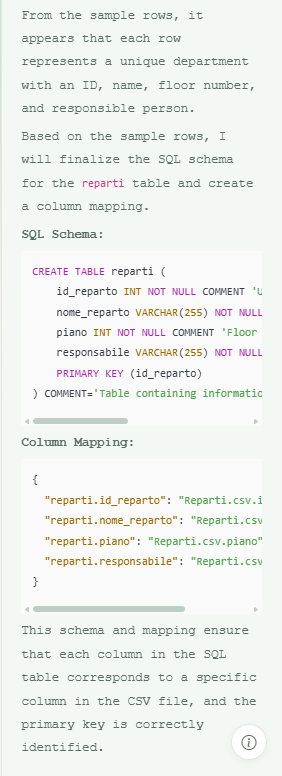 From the sample rows, it
appears that each row
represents a unique department
with an ID, name, floor number,
and responsible person.
Based on the sample rows, I
will finalize the SQL schema
for the reparti table and create
a column mapping.
SQL Schema:
CREATE TABLE reparti (
    id_reparto INT NOT NULL COMMENT 'U
    nome_reparto VARCHAR(255) NOT NULL
    piano INT NOT NULL COMMENT 'Floor
    responsabile VARCHAR(255) NOT NULL
    PRIMARY KEY (id_reparto)
) COMMENT='Table containing informatio
Column Mapping:
{
  "reparti.id_reparto": "Reparti.csv.i
  "reparti.nome_reparto": "Reparti.csv
  "reparti.piano": "Reparti.csv.piano"
  "reparti.responsabile": "Reparti.csv
}
This schema and mapping ensure
that each column in the SQL
table corresponds to a specific
column in the CSV file, and the
primary key is correctly
identified.